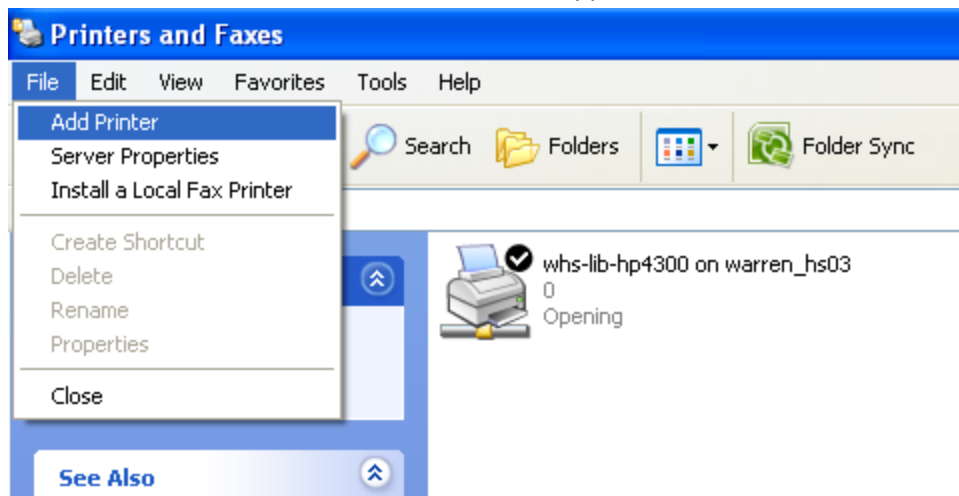 Printers and Faxes
File Edit View Favorites Tools Help
Add Printer
Server Properties
Install a Local Fax Printer
Create Shortcut
Delete
Rename
Properties
Close
Search Folders Folder Sync
whs-lib-hp4300 on warren_hs03
0
Opening
See Also